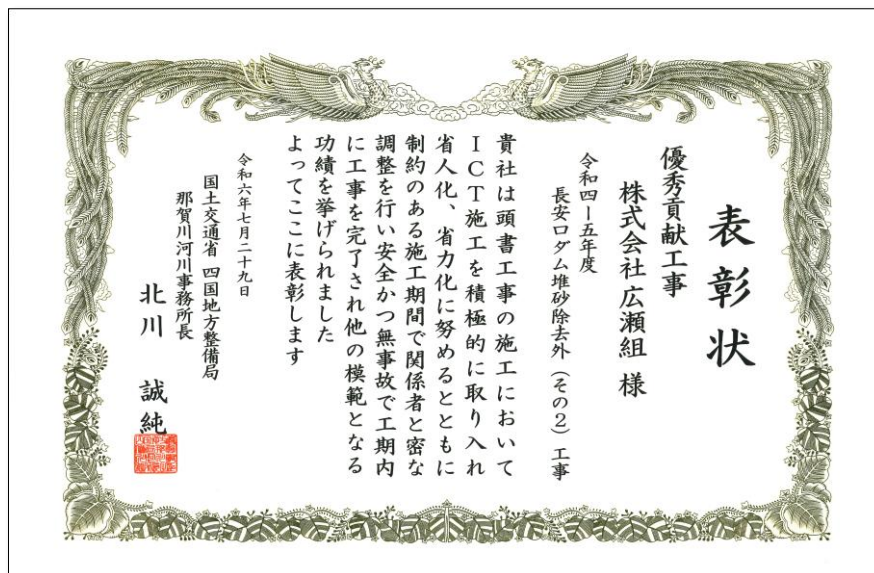 表彰状
優秀貢献工事
株式会社広瀬組 様
令和四ー五年度
長安口ダム堆砂除去外(その2)工事
貴社は頭書工事の施工において
ICT施工を積極的に取り入れ
省人化、省力化に努めるとともに
制約のある施工期間で関係者と密な
調整を行い安全かつ無事故で工期内
に工事を完了され他の模範となる
功績を挙げられました
よってここに表彰します
令和六年七月二十九日
国土交通省 四国地方整備局
那賀川河川事務所長
北川 誠純